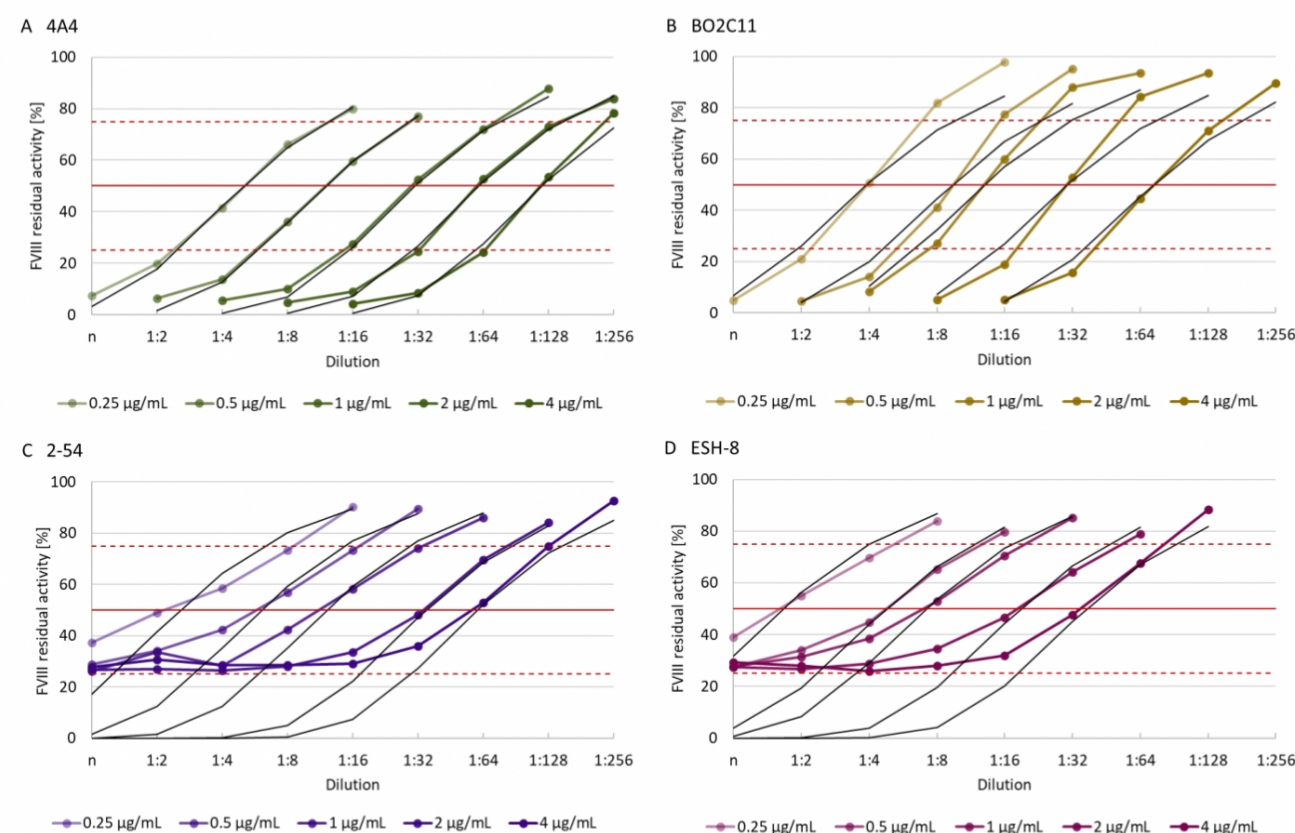 A 4A4
FVIII residual activity [%]
100
80
60
40
20
0
n 1:2 1:4 1:8 1:16 1:32 1:64 1:128 1:256
Dilution
0.25 µg/mL 0.5 µg/mL 1 µg/mL 2 µg/mL 4 µg/mL
B BO2C11
FVIII residual activity [%]
100
80
60
40
20
0
n 1:2 1:4 1:8 1:16 1:32 1:64 1:128 1:256
Dilution
0.25 µg/mL 0.5 µg/mL 1 µg/mL 2 µg/mL 4 µg/mL
C 2-54
FVIII residual activity [%]
100
80
60
40
20
0
n 1:2 1:4 1:8 1:16 1:32 1:64 1:128 1:256
Dilution
0.25 µg/mL 0.5 µg/mL 1 µg/mL 2 µg/mL 4 µg/mL
D ESH-8
FVIII residual activity [%]
100
80
60
40
20
0
n 1:2 1:4 1:8 1:16 1:32 1:64 1:128 1:256
Dilution
0.25 µg/mL 0.5 µg/mL 1 µg/mL 2 µg/mL 4 µg/mL